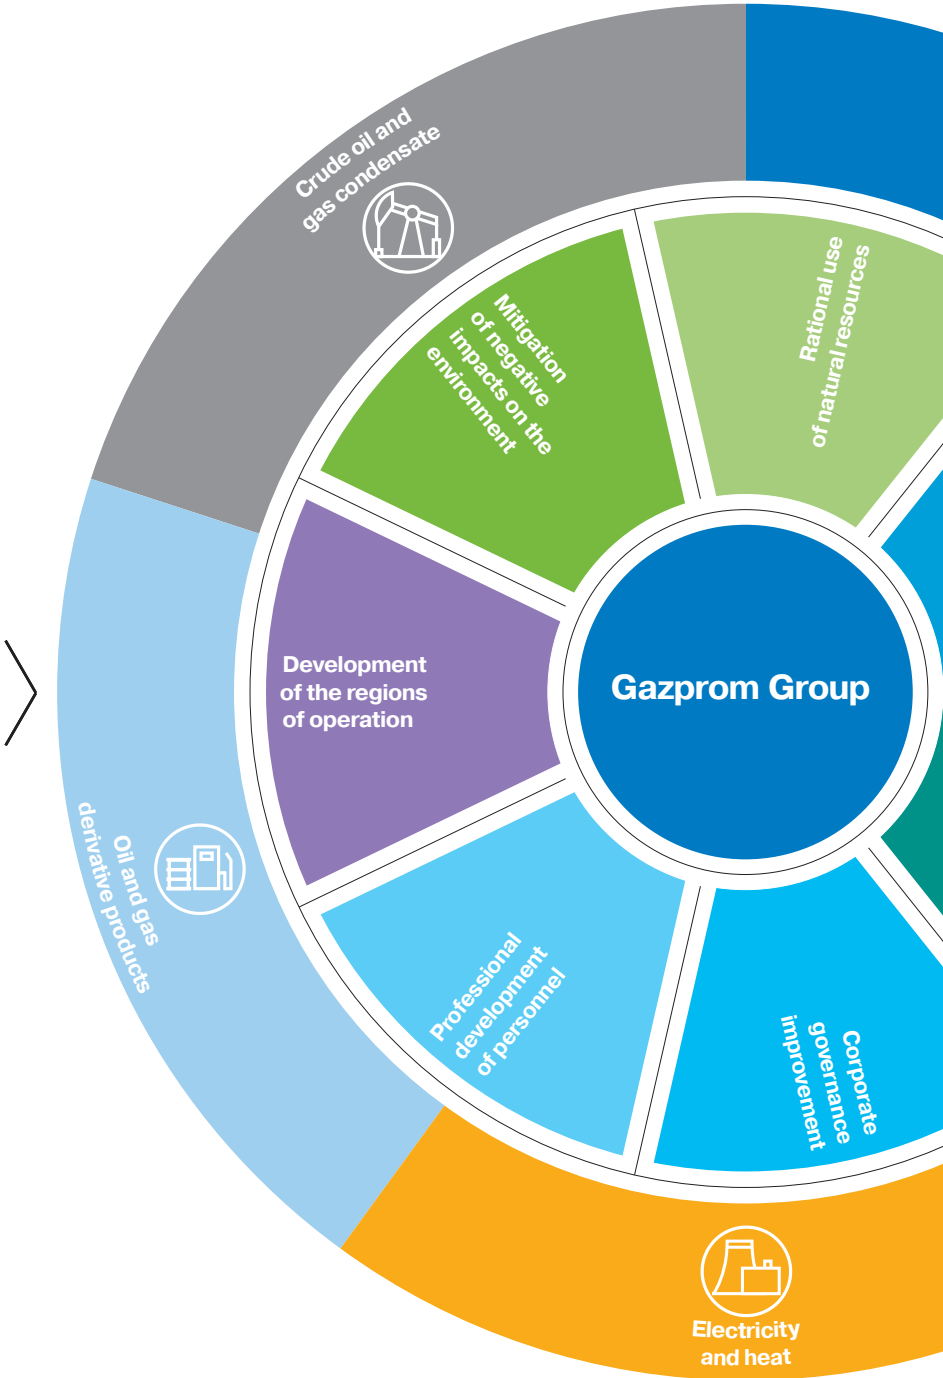 Crude oil and
gas condensate
Rational use
of natural resources
Mitigation
of negative
impacts on the
environment
Development
of the regions
of operation
Gazprom Group
Oil and gas
derivative products
Professional
development
of personnel
Corporate
governance
improvement
Electricity
and heat